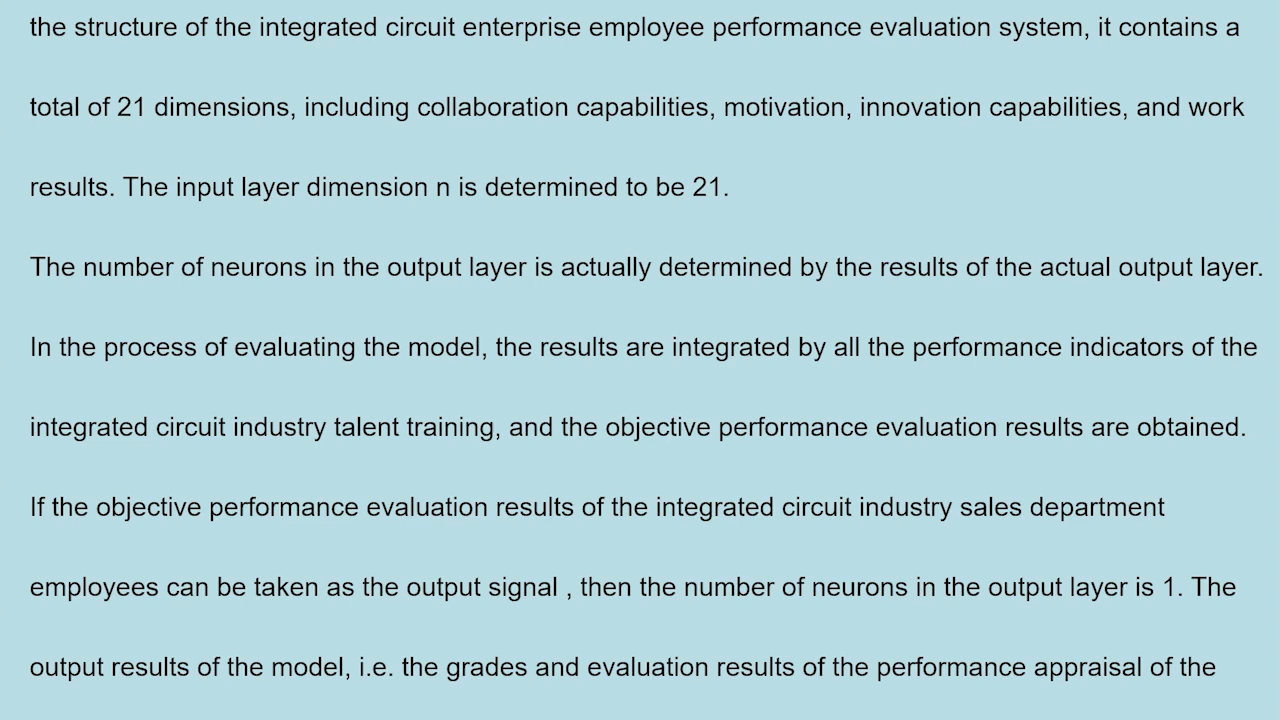 the structure of the integrated circuit enterprise employee performance evaluation system, it contains a
total of 21 dimensions, including collaboration capabilities, motivation, innovation capabilities, and work
results. The input layer dimension n is determined to be 21.
The number of neurons in the output layer is actually determined by the results of the actual output layer.
In the process of evaluating the model, the results are integrated by all the performance indicators of the
integrated circuit industry talent training, and the objective performance evaluation results are obtained.
If the objective performance evaluation results of the integrated circuit industry sales department
employees can be taken as the output signal , then the number of neurons in the output layer is 1. The
output results of the model, i.e. the grades and evaluation results of the performance appraisal of the